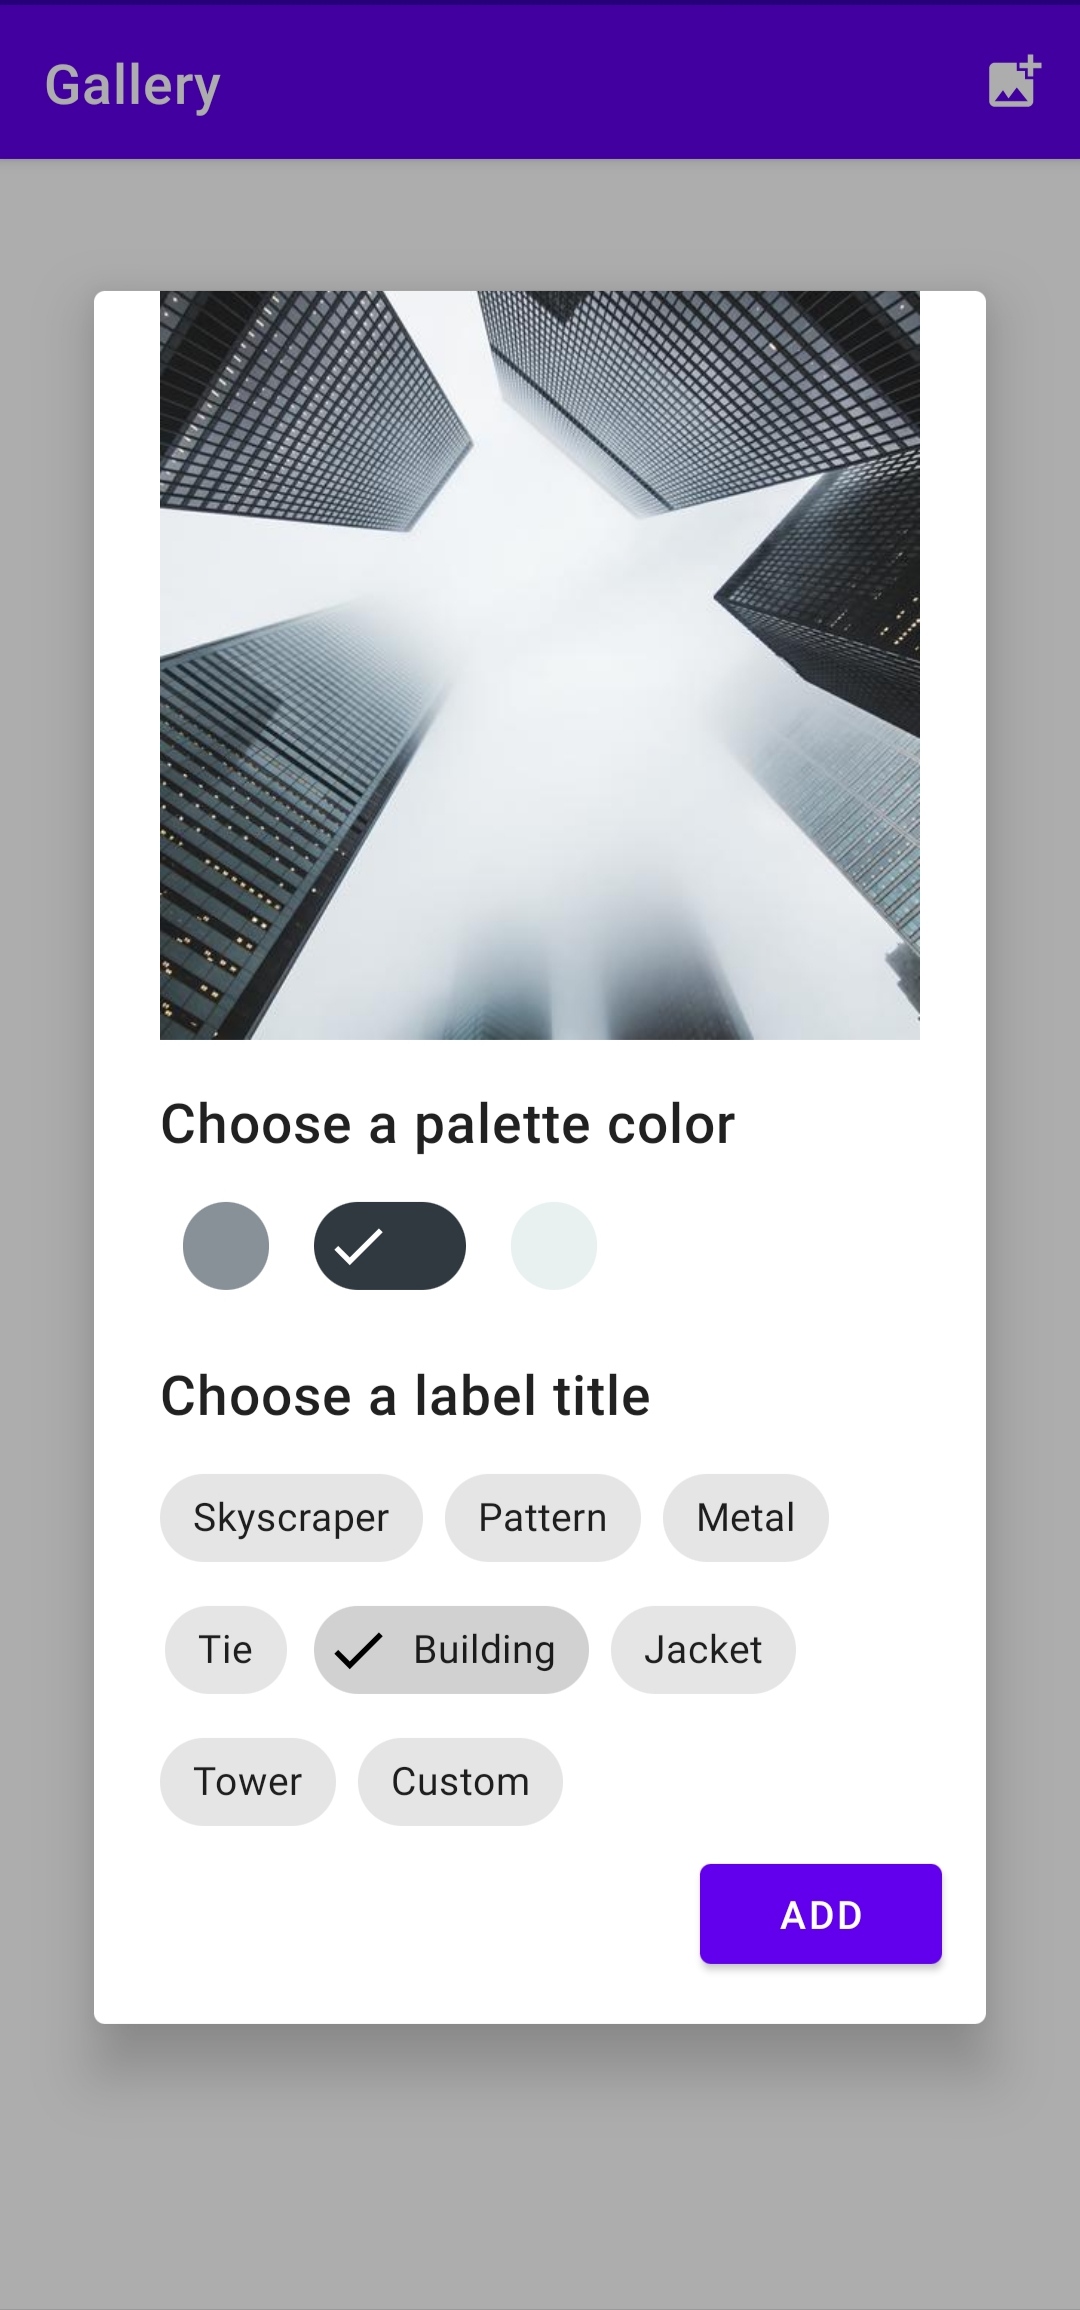 Gallery
Choose a palette color
Choose a label title
Skyscraper Pattern Metal
Tie Building Jacket
Tower Custom
ADD